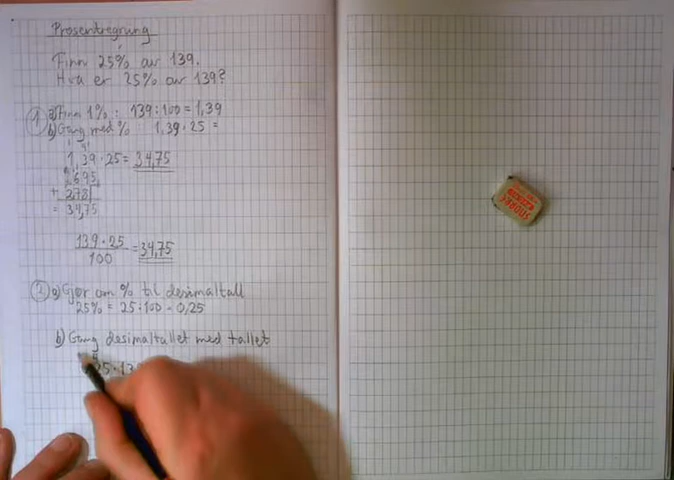 Prosentregning
Finn 25% av 139.
Hva er 25% av 139?
1 a) Finn 1% : 139:100 = 1,39
b) Gang med % 1,39 · 25 =
1,39 · 25 = 34,75
695
+ 278
= 34,75
139 · 25
100
= 34,75
2 a) Gjør om % til desimaltall
25% = 25:100 = 0,25
b) Gang desimaltallet med tallet